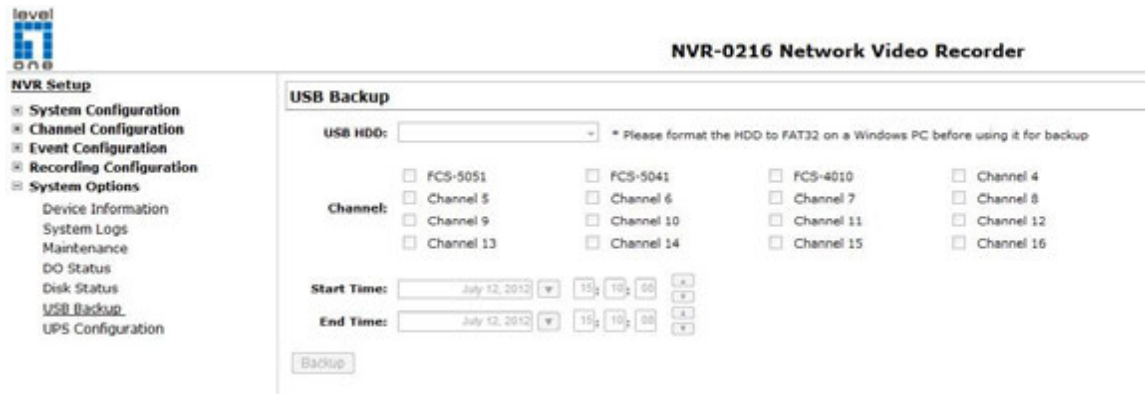 level
one
NVR-0216 Network Video Recorder
NVR Setup
System Configuration
Channel Configuration
Event Configuration
Recording Configuration
System Options
Device Information
System Logs
Maintenance
DO Status
Disk Status
USB Backup
UPS Configuration
USB Backup
USB HDD: * Please format the HDD to FAT32 on a Windows PC before using it for backup
Channel:
FCS-5051 FCS-5041 FCS-4010 Channel 4
Channel 5 Channel 6 Channel 7 Channel 8
Channel 9 Channel 10 Channel 11 Channel 12
Channel 13 Channel 14 Channel 15 Channel 16
Start Time: July 12, 2012 15: 10: 00
End Time: July 12, 2012 15: 10: 00
Backup